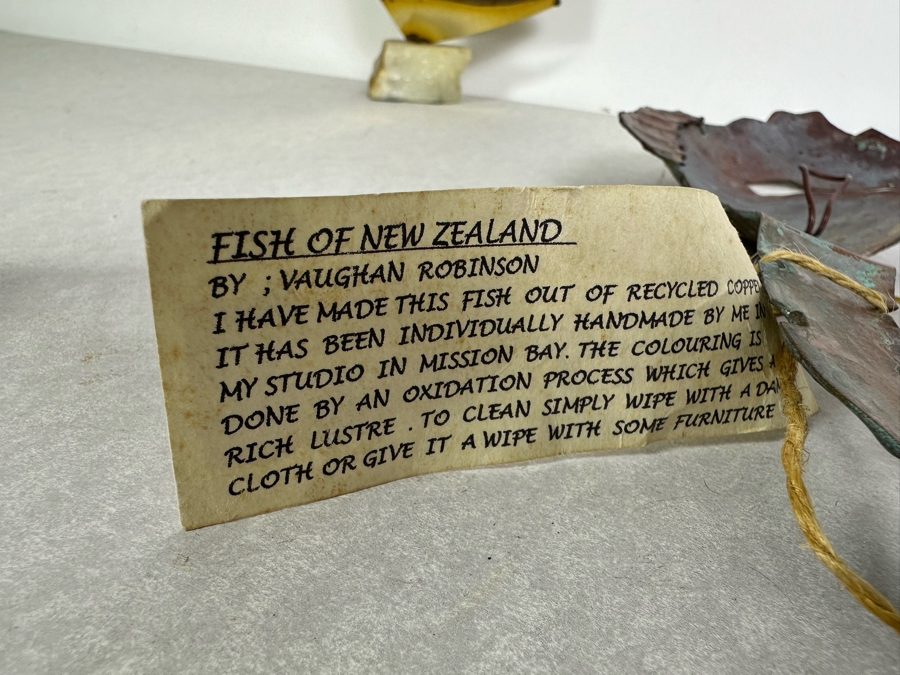 FISH OF NEW ZEALAND
BY ; VAUGHAN ROBINSON
I HAVE MADE THIS FISH OUT OF RECYCLED
IT HAS BEEN INDIVIDUALLY HANDMADE BY ME IN
MY STUDIO IN MISSION BAY. THE COLOURING IS
DONE BY AN OXIDATION PROCESS WHICH GIVES A
RICH LUSTRE . TO CLEAN SIMPLY WIPE WITH A
CLOTH OR GIVE IT A WIPE WITH SOME FURNITURE